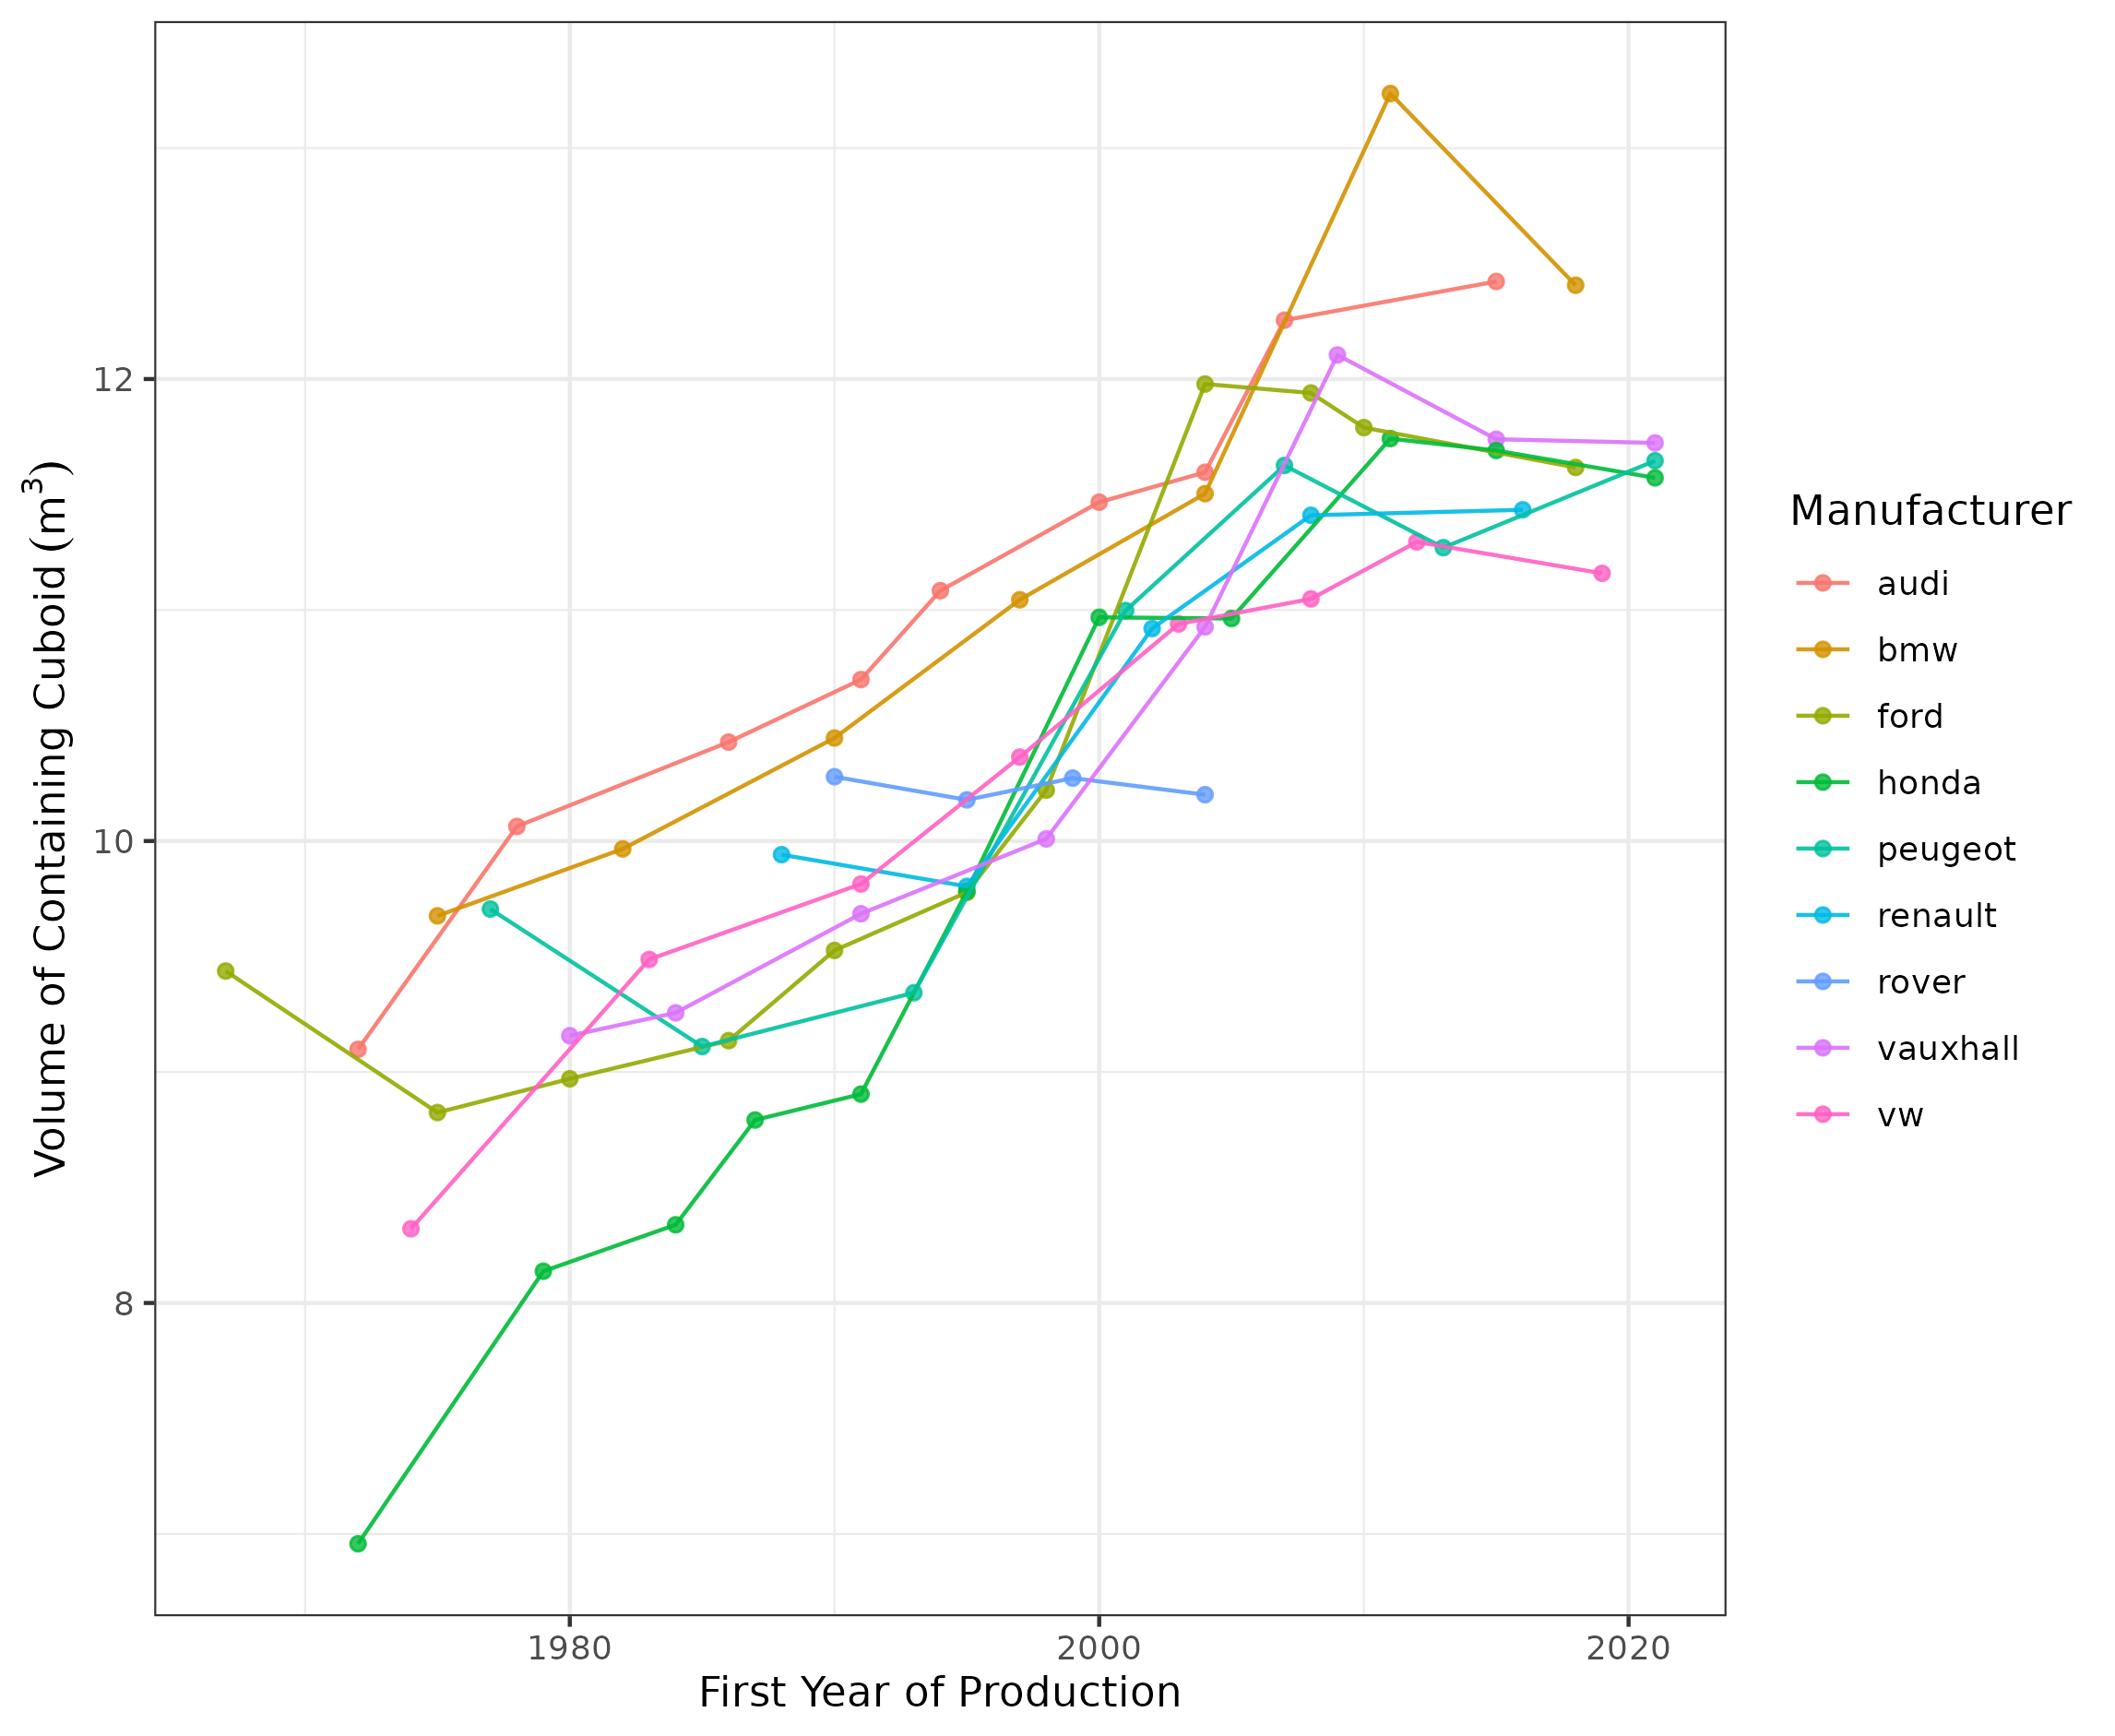 Volume of Containing Cuboid (m³)
12
10
8
1980 2000 2020
First Year of Production
Manufacturer
audi
bmw
ford
honda
peugeot
renault
rover
vauxhall
vw